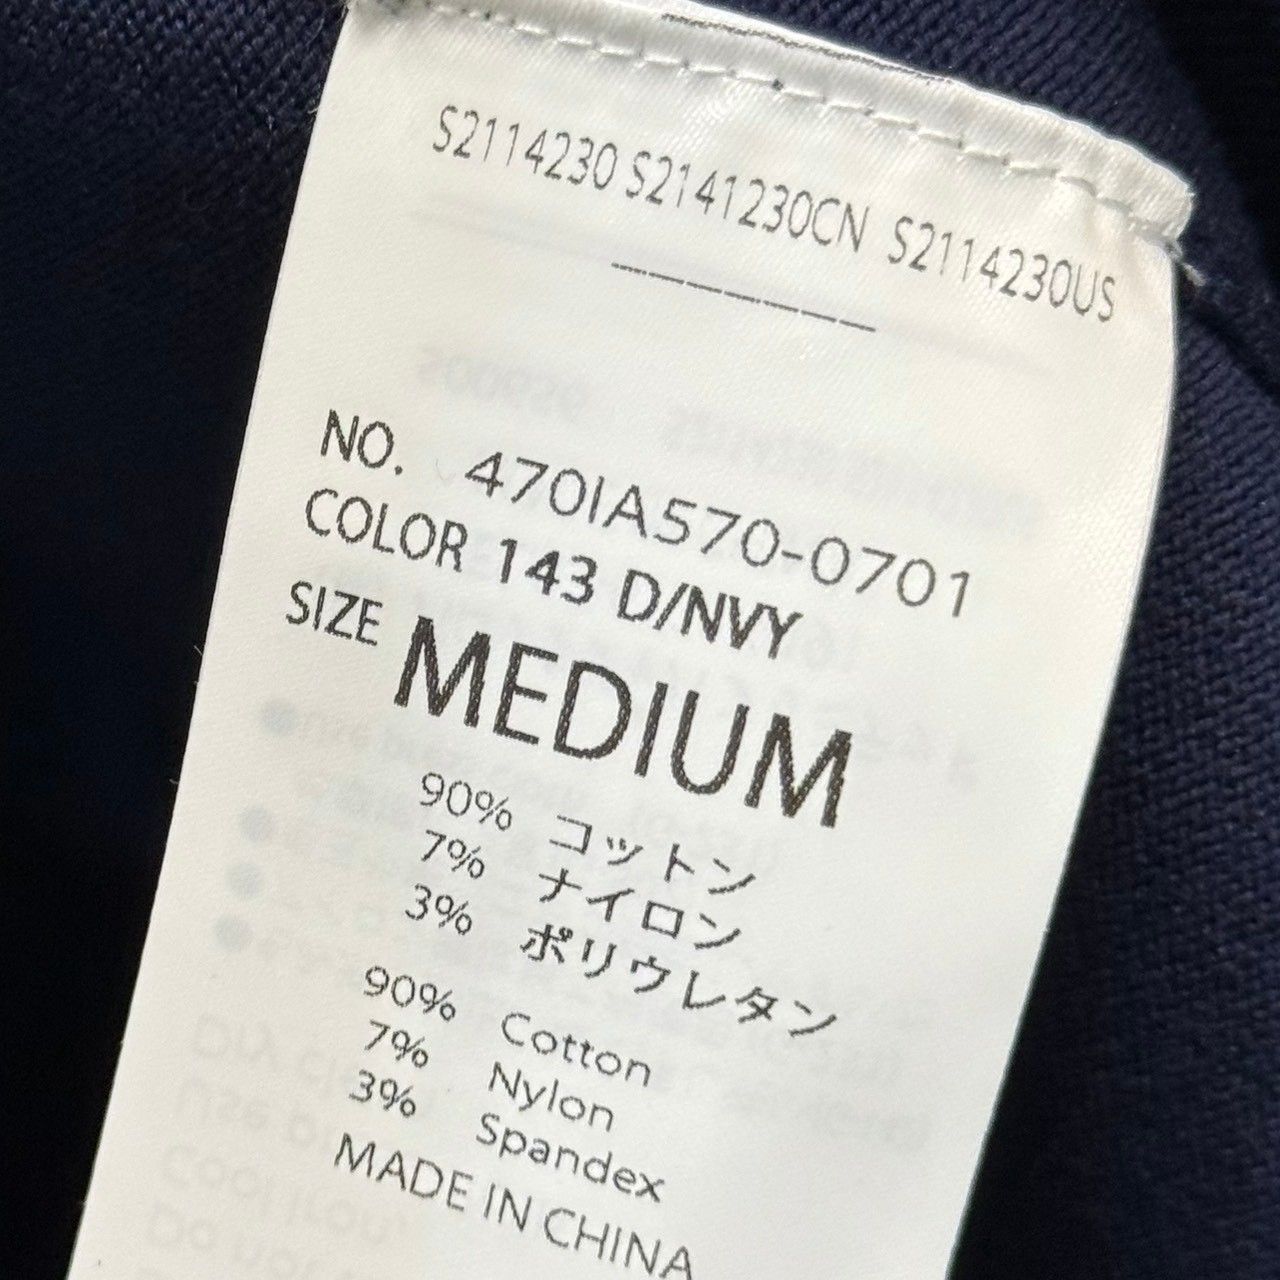 S2114230 S2141230CN S2114230US
NO. 470IA570-0701
COLOR 143 D/NVY
SIZE MEDIUM
90% コットン
7% ナイロン
3% ポリウレタン
90% Cotton
7% Nylon
3% Spandex
MADE IN CHINA